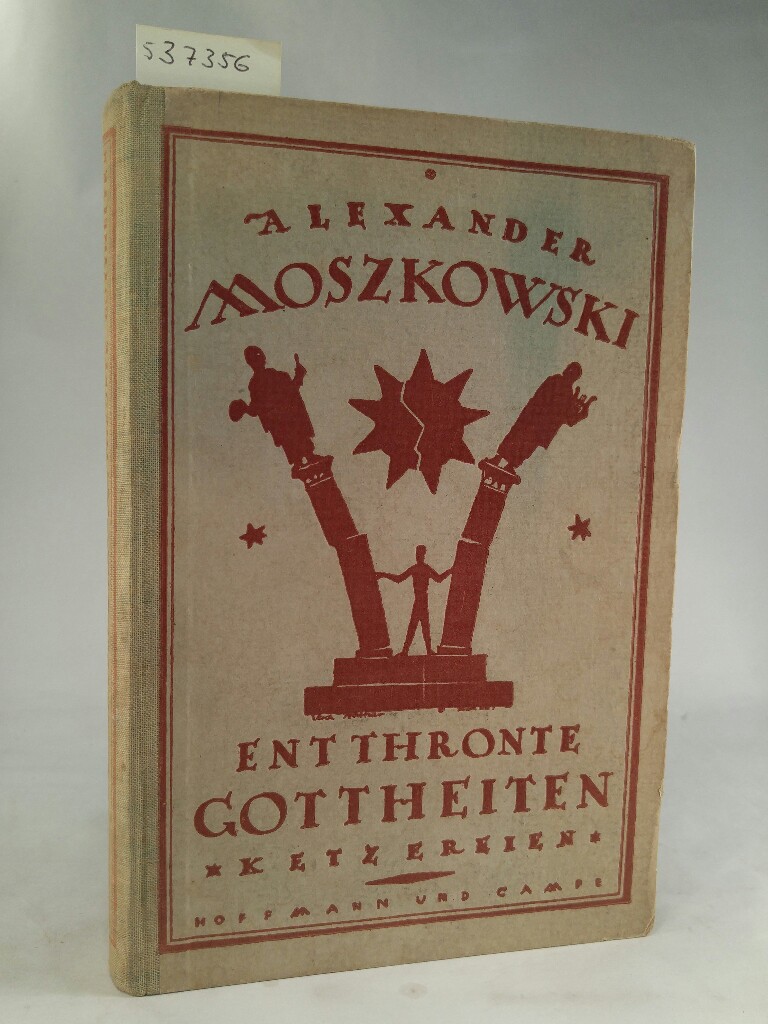 537356
ALEXANDER
MOSZKOWSKI
ENTTHRONTE
GOTTHEITEN
* KETZEREIEN *
HOFFMANN UND CAMPE